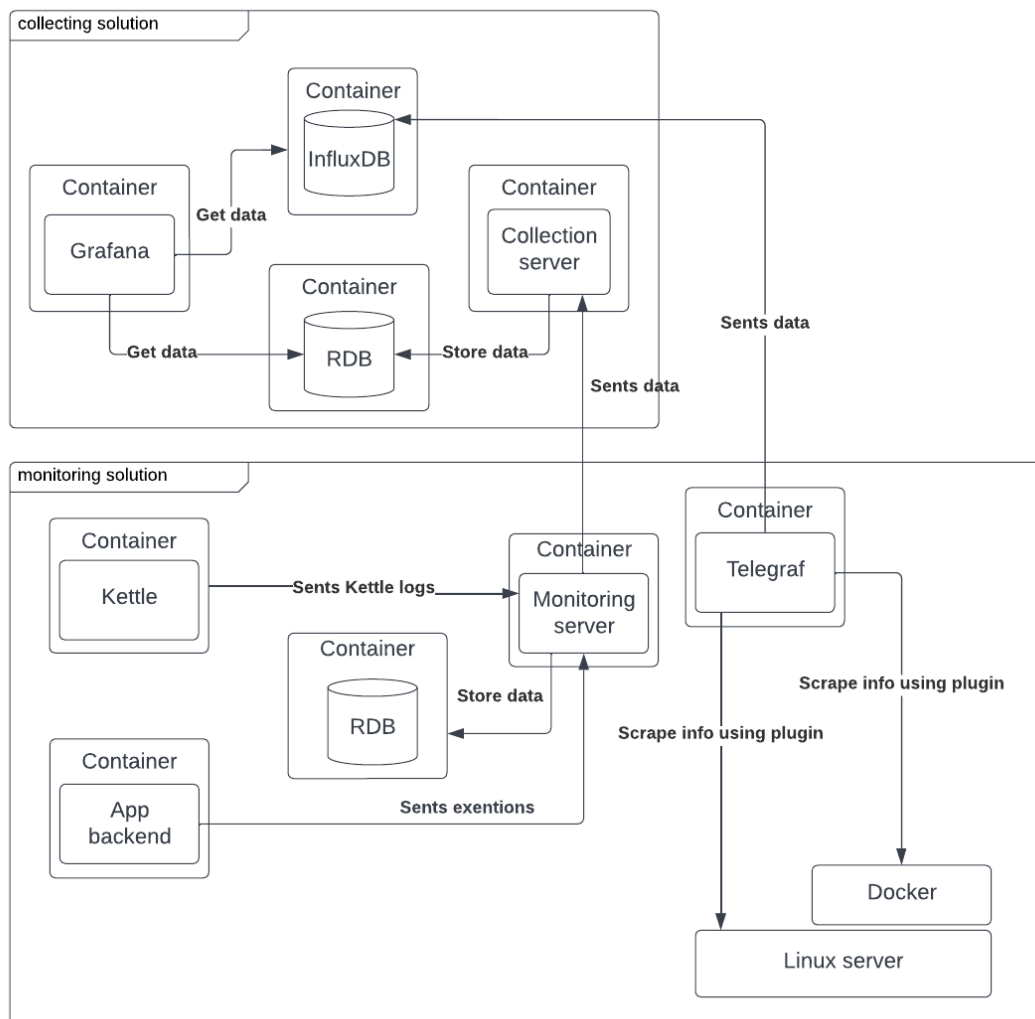 collecting solution
Container
InfluxDB
Container
Grafana
Get data
Container
Collection
server
Container
RDB
Get data
Store data
Sents data
Sents data
monitoring solution
Container
Kettle
Sents Kettle logs
Container
Monitoring
server
Container
Telegraf
Container
RDB
Store data
Scrape info using plugin
Scrape info using plugin
Container
App
backend
Sents exentions
Docker
Linux server